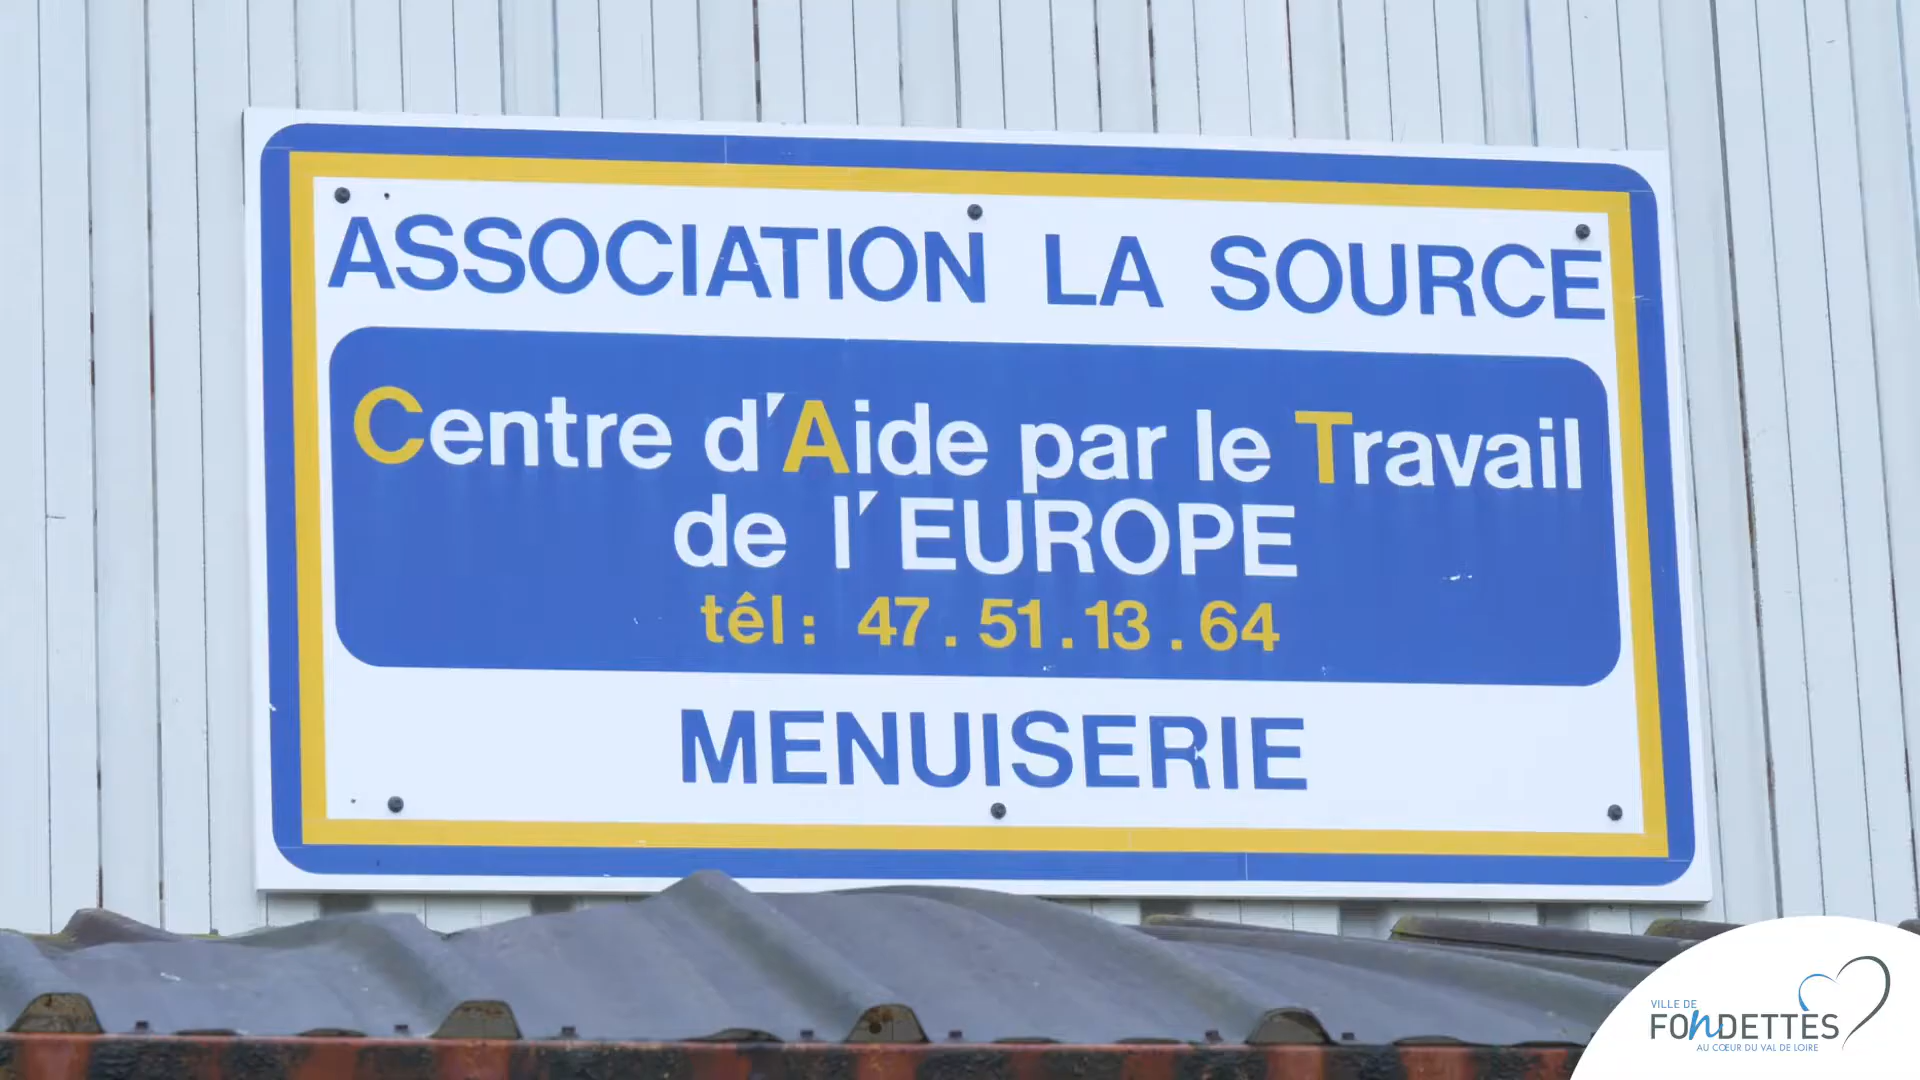 ASSOCIATION LA SOURCE
Centre d'Aide par le Travail
de l'EUROPE
tél : 47.51.13.64
MENUISERIE
VILLE DE
FONDETTES
AU CŒUR DU VAL DE LOIRE